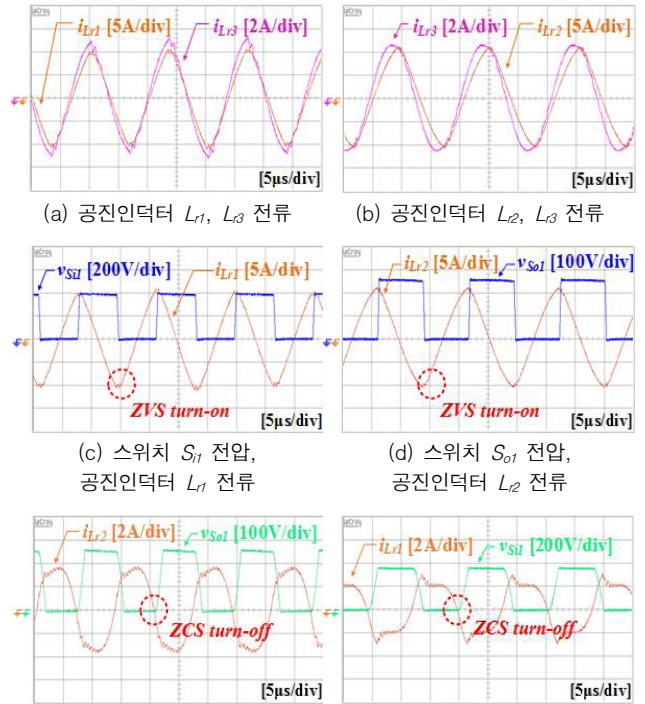 iLr1 [5A/div] iLr3 [2A/div]
[5μs/div]
iLr3 [2A/div] iLr2 [5A/div]
[5μs/div]
(a) 공진인덕터 Lr1, Lr3 전류
(b) 공진인덕터 Lr2, Lr3 전류
vSi1 [200V/div] iLr1 [5A/div]
ZVS turn-on
[5μs/div]
iLr2 [5A/div] vSo1 [100V/div]
ZVS turn-on
[5μs/div]
(c) 스위치 Si1 전압,
공진인덕터 Lr1 전류
(d) 스위치 So1 전압,
공진인덕터 Lr2 전류
iLr2 [2A/div] vSo1 [100V/div]
ZCS turn-off
[5μs/div]
iLr1 [2A/div] vSi1 [200V/div]
ZCS turn-off
[5μs/div]